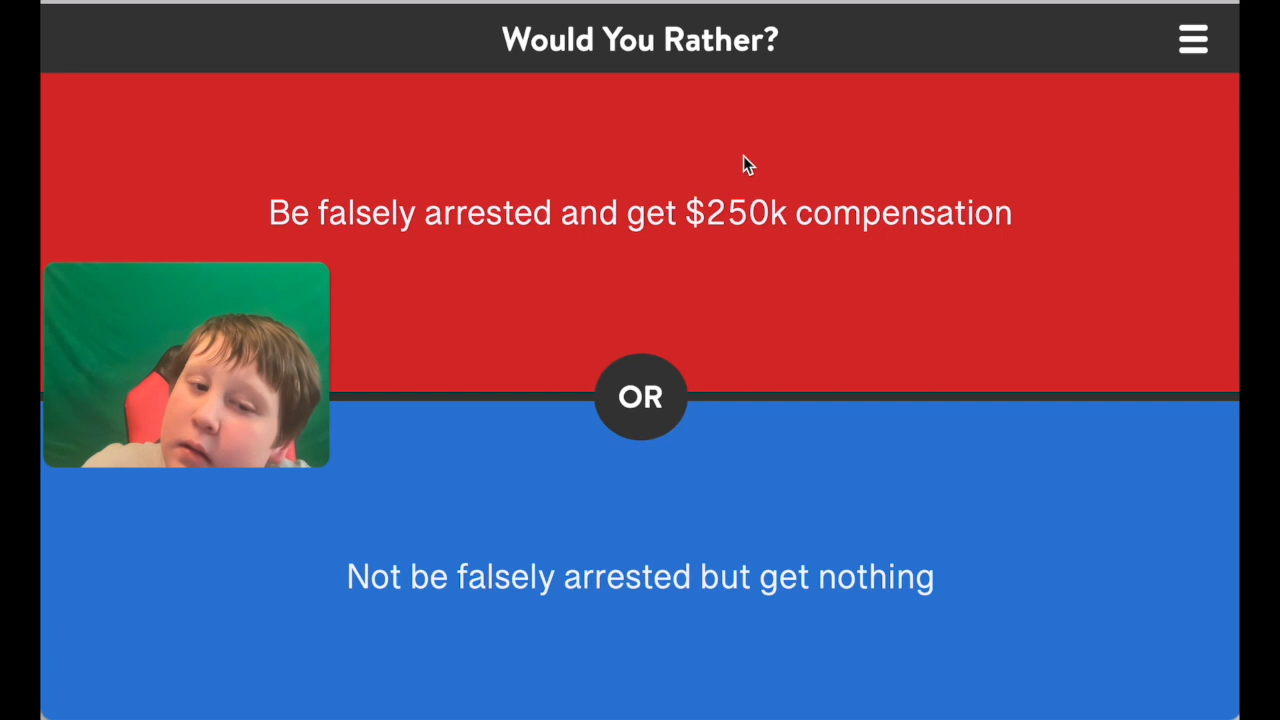 Would You Rather?
Be falsely arrested and get $250k compensation
OR
Not be falsely arrested but get nothing